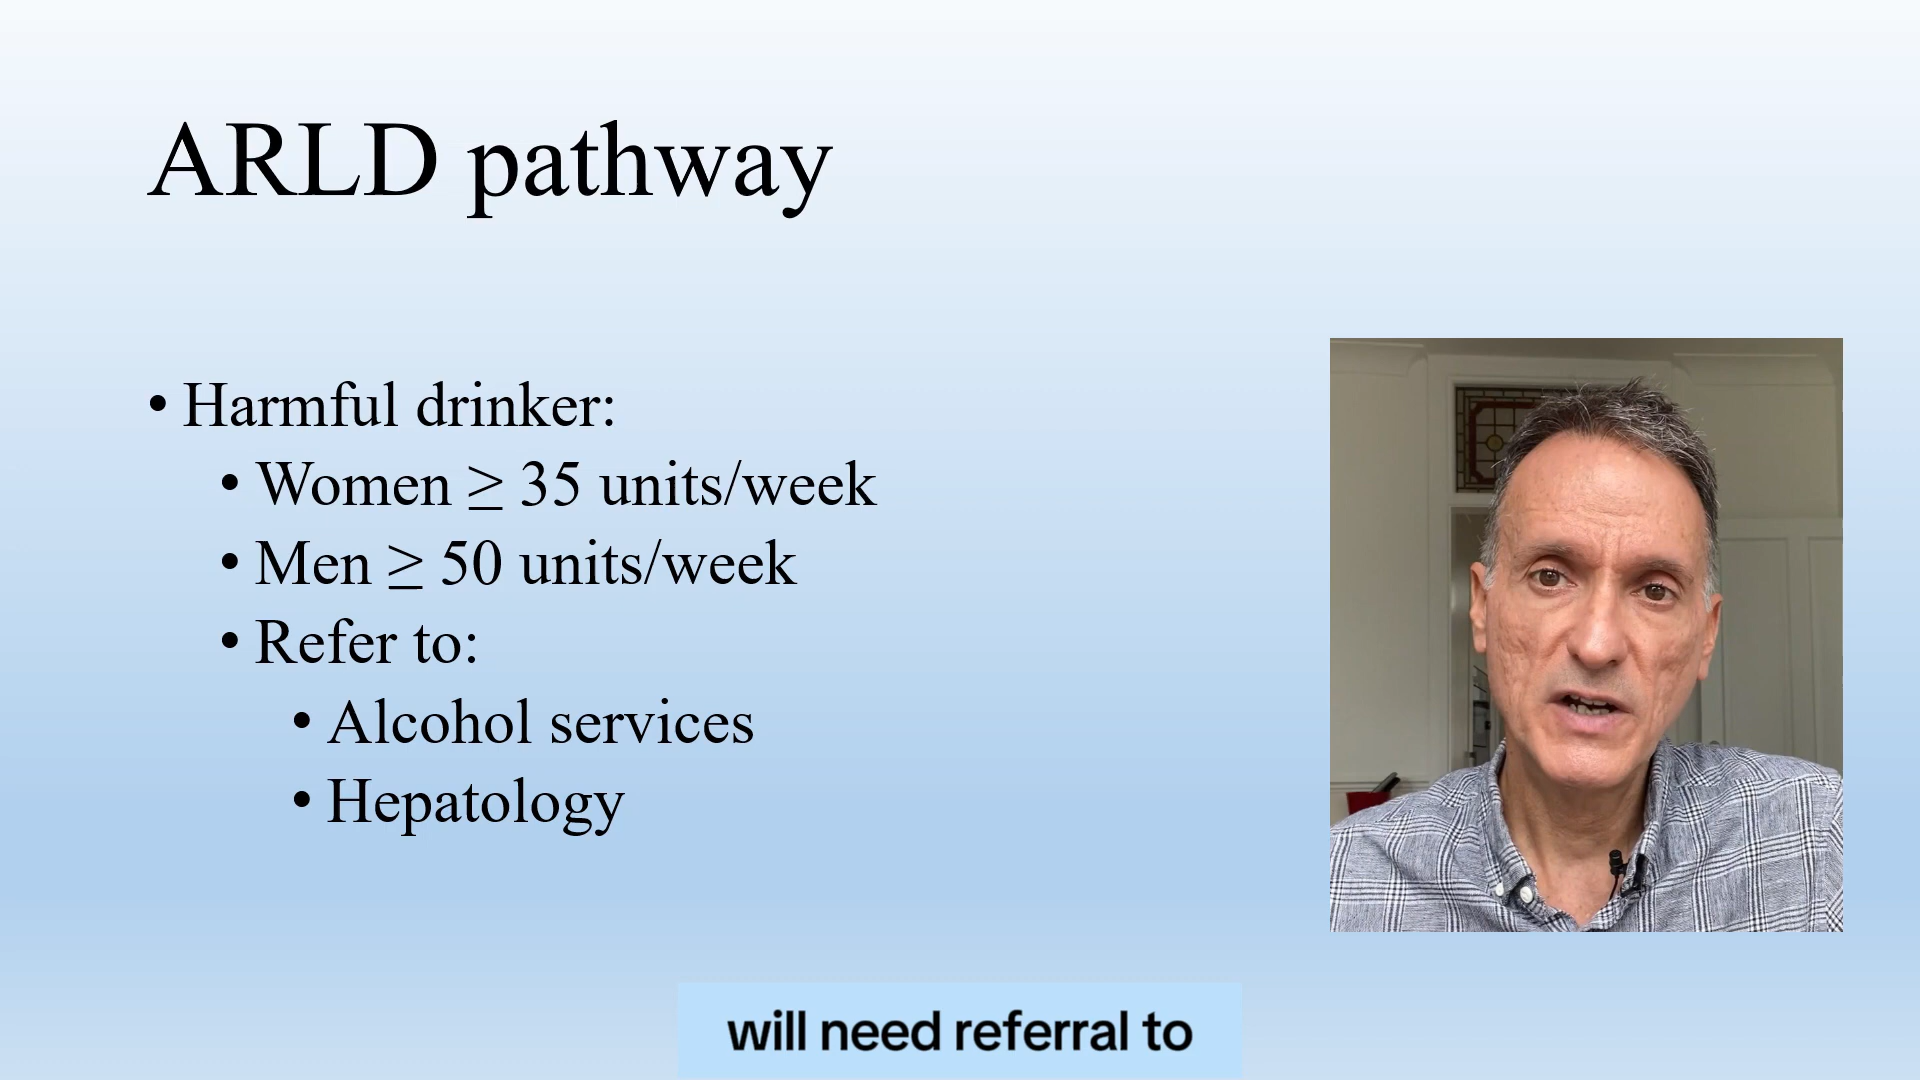 ARLD pathway
• Harmful drinker:
• Women ≥ 35 units/week
• Men ≥ 50 units/week
• Refer to:
• Alcohol services
• Hepatology
will need referral to